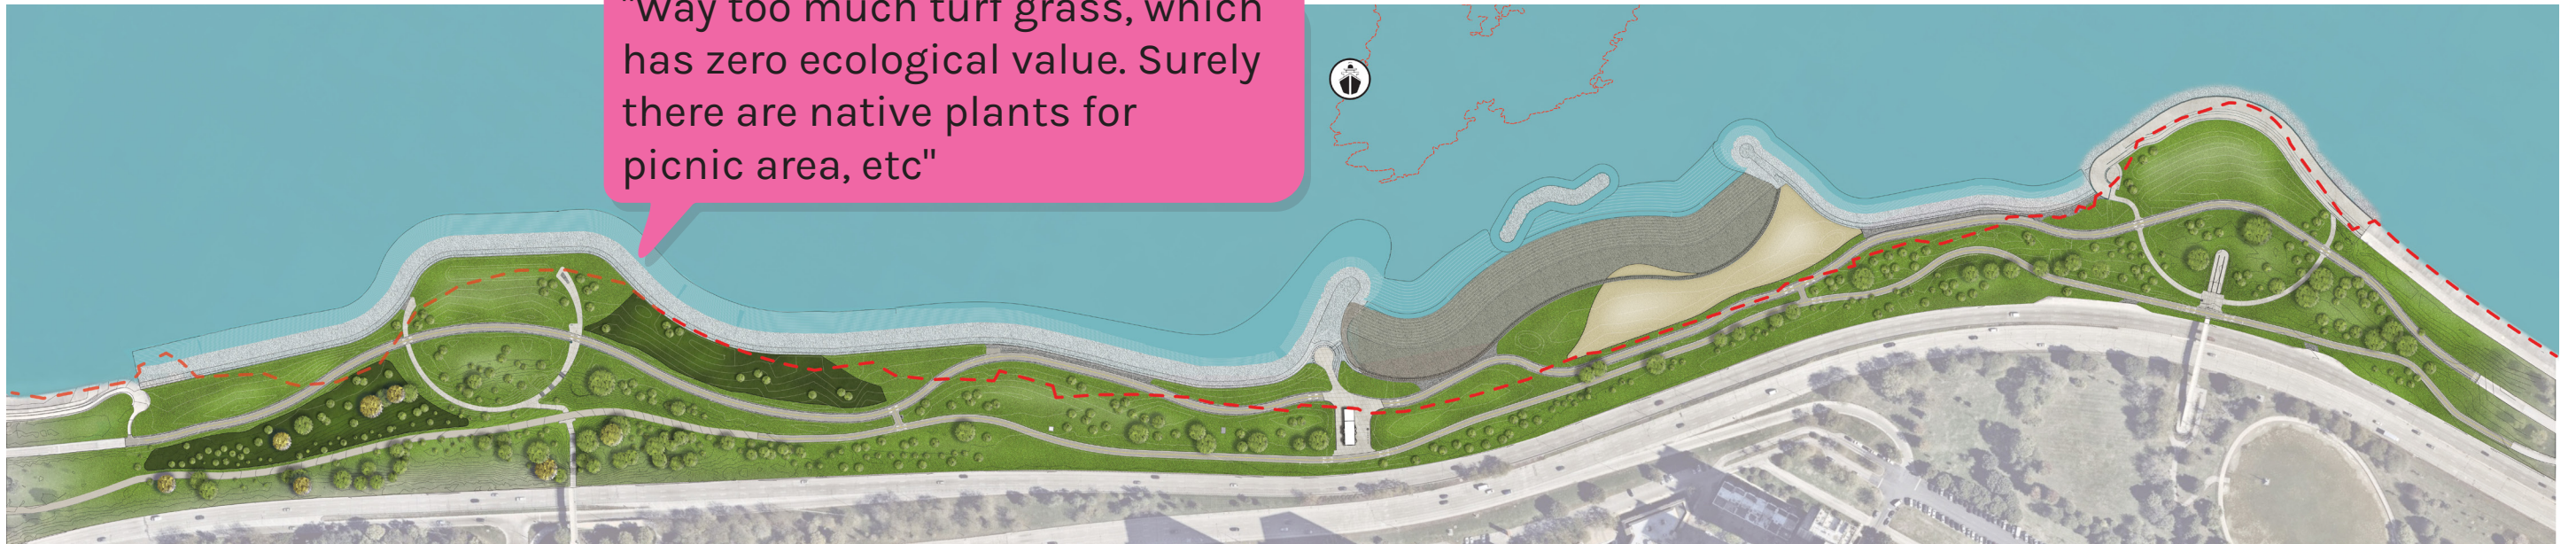 "Way too much turf grass, which
has zero ecological value. Surely
there are native plants for
picnic area, etc"